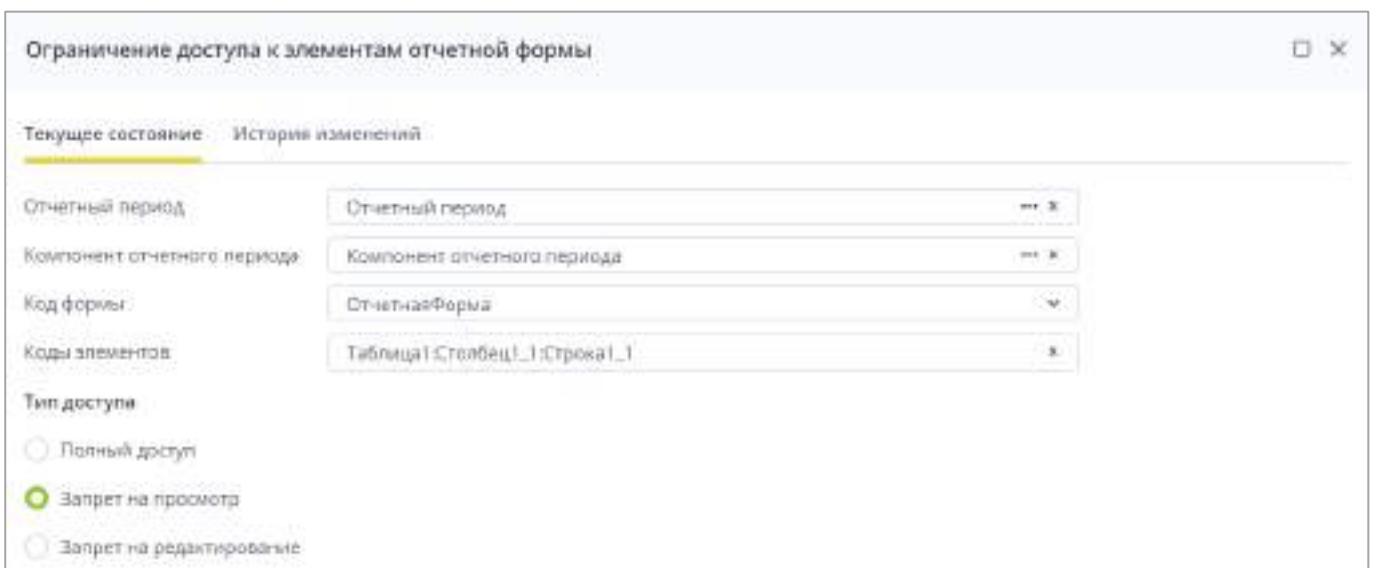 Ограничение доступа к элементам отчетной формы
Текущее состояние История изменений
Отчетный период Отчетный период
Компонент отчетного периода Компонент отчетного периода
Код формы ОтчетнаяФорма
Коды элементов Таблица1:Столбец1_1:Строка1_1
Тип доступа
Полный доступ
Запрет на просмотр
Запрет на редактирование